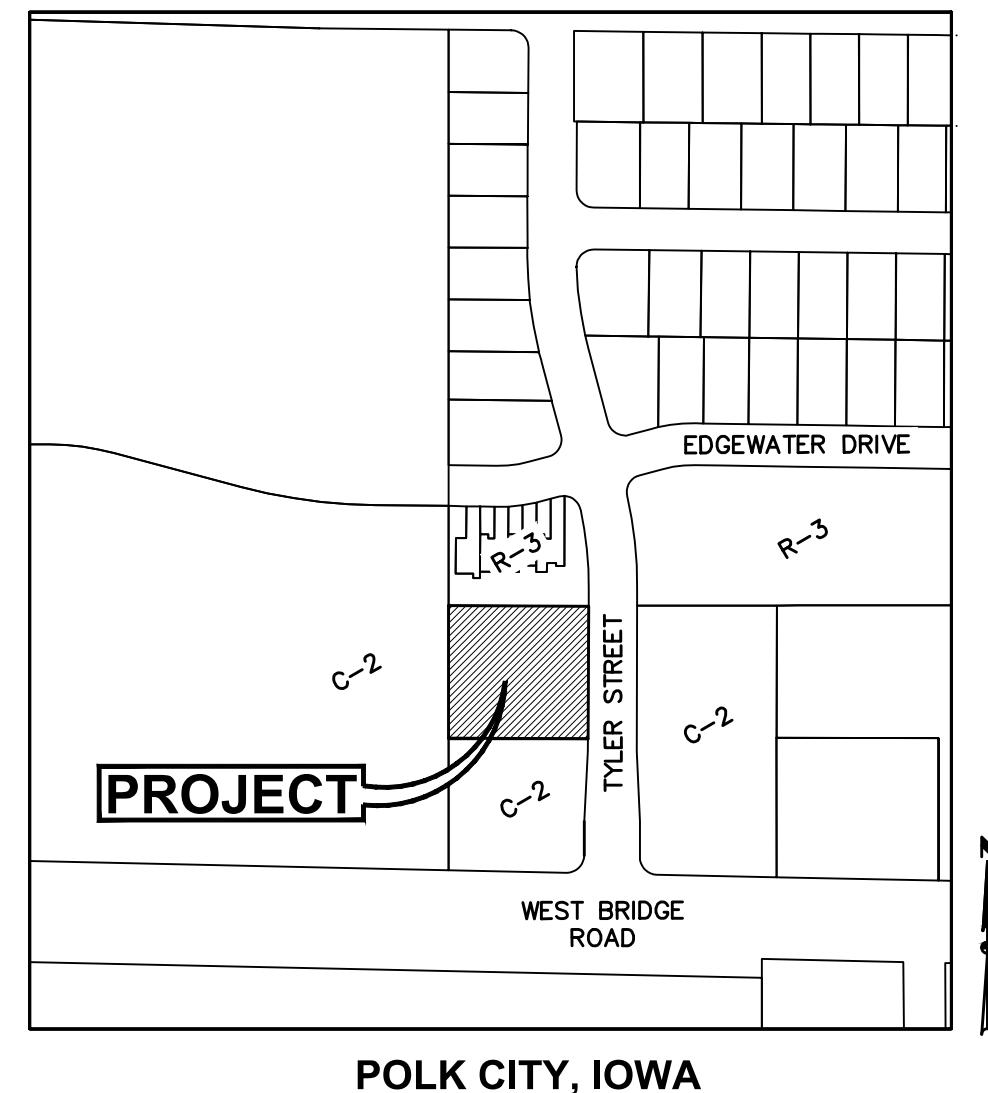 EDGEWATER DRIVE
R-3
R-3
C-2
TYLER STREET
C-2
PROJECT
C-2
WEST BRIDGE
ROAD
N
POLK CITY, IOWA